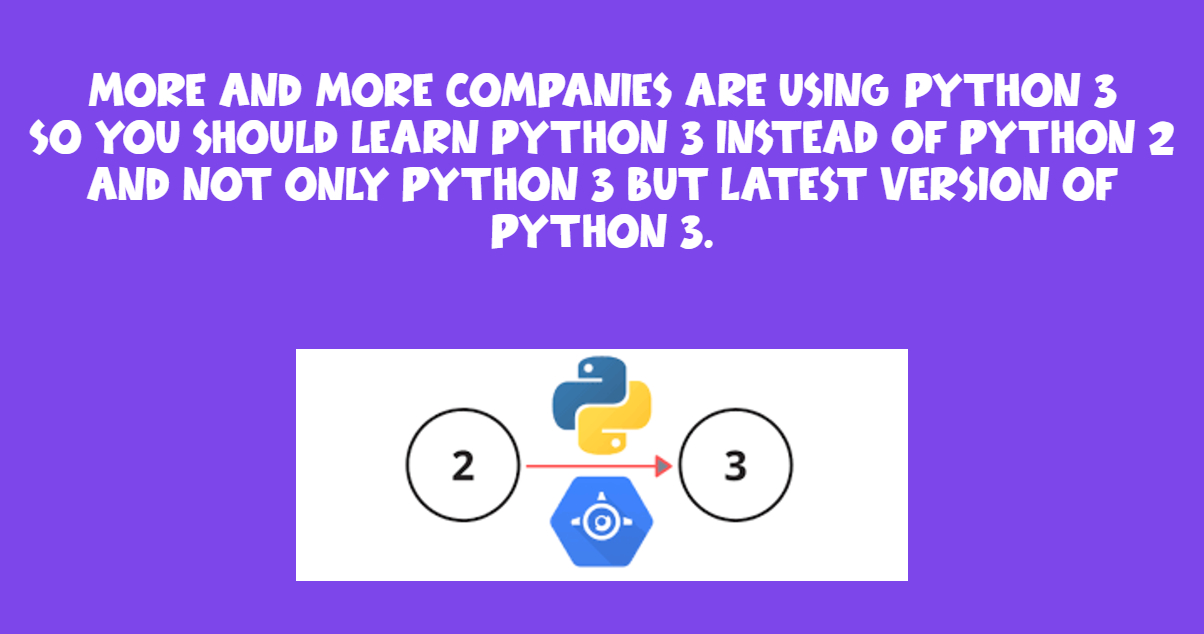 MORE AND MORE COMPANIES ARE USING PYTHON 3
SO YOU SHOULD LEARN PYTHON 3 INSTEAD OF PYTHON 2
AND NOT ONLY PYTHON 3 BUT LATEST VERSION OF
PYTHON 3.
2
3